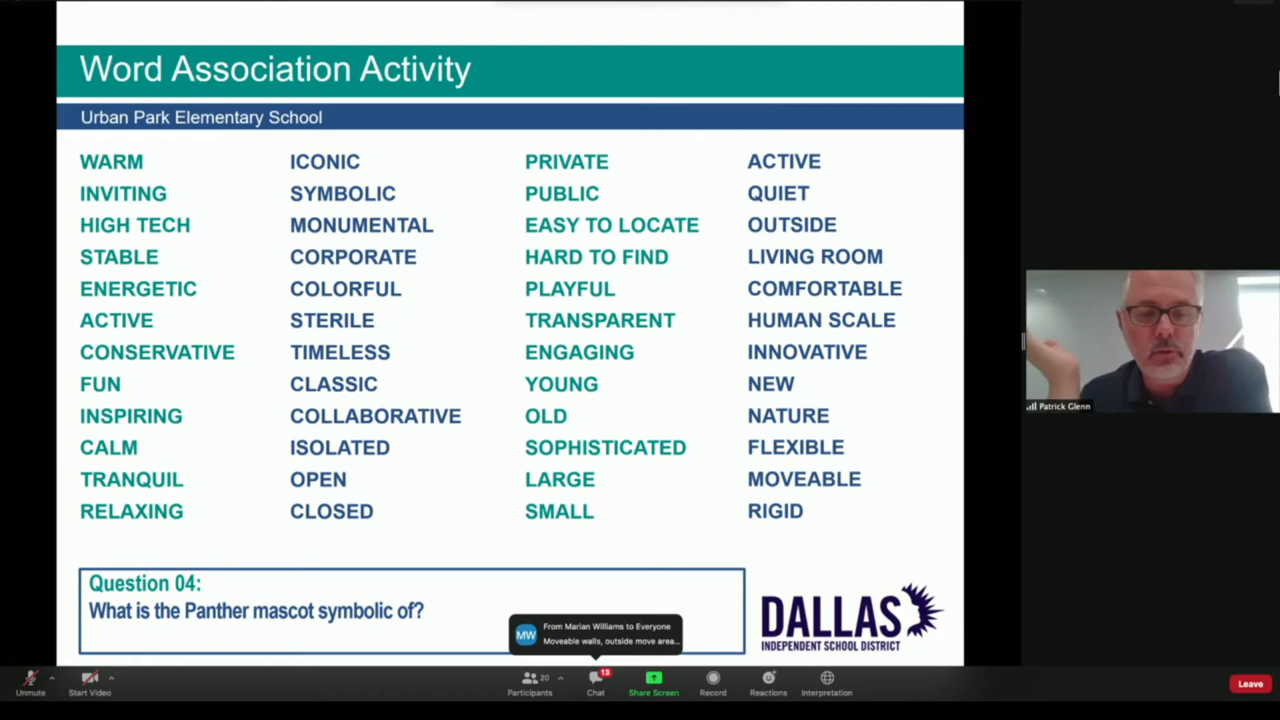 Word Association Activity
Urban Park Elementary School
WARM
INVITING
HIGH TECH
STABLE
ENERGETIC
ACTIVE
CONSERVATIVE
FUN
INSPIRING
CALM
TRANQUIL
RELAXING
ICONIC
SYMBOLIC
MONUMENTAL
CORPORATE
COLORFUL
STERILE
TIMELESS
CLASSIC
COLLABORATIVE
ISOLATED
OPEN
CLOSED
PRIVATE
PUBLIC
EASY TO LOCATE
HARD TO FIND
PLAYFUL
TRANSPARENT
ENGAGING
YOUNG
OLD
SOPHISTICATED
LARGE
SMALL
ACTIVE
QUIET
OUTSIDE
LIVING ROOM
COMFORTABLE
HUMAN SCALE
INNOVATIVE
NEW
NATURE
FLEXIBLE
MOVEABLE
RIGID
Question 04:
What is the Panther mascot symbolic of?
DALLAS
INDEPENDENT SCHOOL DISTRICT
Patrick Glenn
MW
From Marian Williams to Everyone
Moveable walls, outside move area...
Unmute
Start Video
20
Participants
13
Chat
Share Screen
Record
Reactions
Interpretation
Leave